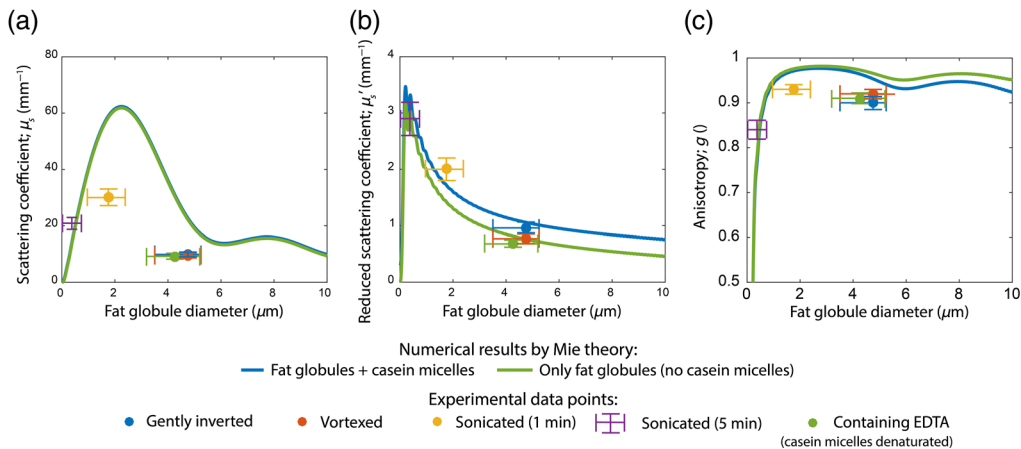 (a)
(b)
(c)
Scattering coefficient; μs (mm⁻¹)
80
60
40
20
0
0 2 4 6 8 10
Fat globule diameter (μm)
Reduced scattering coefficient; μs′ (mm⁻¹)
4
3
2
1
0
0 2 4 6 8 10
Fat globule diameter (μm)
Anisotropy; g ()
1
0.9
0.8
0.7
0.6
0.5
0 2 4 6 8 10
Fat globule diameter (μm)
Numerical results by Mie theory:
Fat globules + casein micelles Only fat globules (no casein micelles)
Experimental data points:
Gently inverted Vortexed Sonicated (1 min) Sonicated (5 min) Containing EDTA
(casein micelles denaturated)